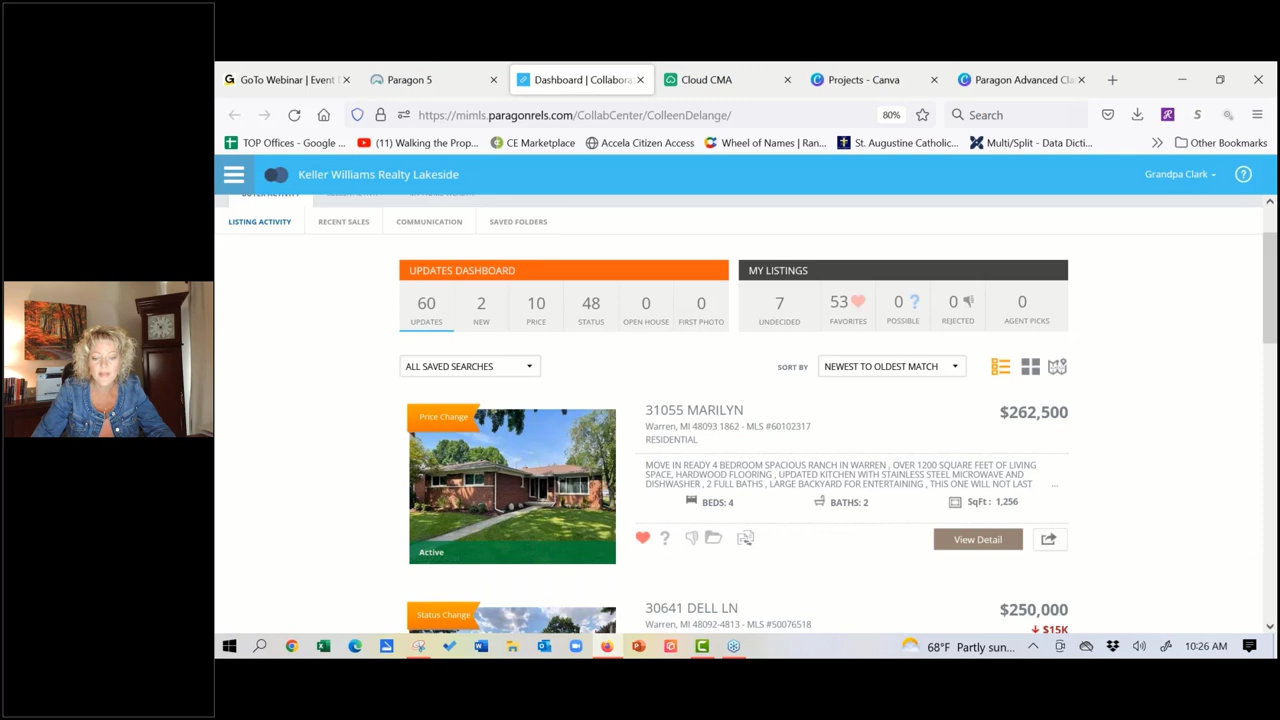 GoTo Webinar | Event
Paragon 5
Dashboard | Collabora
Cloud CMA
Projects - Canva
Paragon Advanced Cla
https://mimls.paragonrels.com/CollabCenter/ColleenDelange/
80%
Search
TOP Offices - Google ...
(11) Walking the Prop...
CE Marketplace
Accela Citizen Access
Wheel of Names | Ran...
St. Augustine Catholic...
Multi/Split - Data Dicti...
Other Bookmarks
Keller Williams Realty Lakeside
Grandpa Clark
LISTING ACTIVITY
RECENT SALES
COMMUNICATION
SAVED FOLDERS
UPDATES DASHBOARD
MY LISTINGS
60 2 10 48 0 0
7 53 0 0 0
UPDATES NEW PRICE STATUS OPEN HOUSE FIRST PHOTO
UNDECIDED FAVORITES POSSIBLE REJECTED AGENT PICKS
ALL SAVED SEARCHES
SORT BY
NEWEST TO OLDEST MATCH
Price Change
31055 MARILYN
$262,500
Warren, MI 48093 1862 - MLS #60102317
RESIDENTIAL
MOVE IN READY 4 BEDROOM SPACIOUS RANCH IN WARREN , OVER 1200 SQUARE FEET OF LIVING
SPACE, HARDWOOD FLOORING , UPDATED KITCHEN WITH STAINLESS STEEL MICROWAVE AND
DISHWASHER , 2 FULL BATHS , LARGE BACKYARD FOR ENTERTAINING , THIS ONE WILL NOT LAST ...
BEDS: 4
BATHS: 2
SqFt : 1,256
View Detail
Active
Status Change
30641 DELL LN
$250,000
Warren, MI 48092-4813 - MLS #50076518
$15K
68°F Partly sun...
10:26 AM